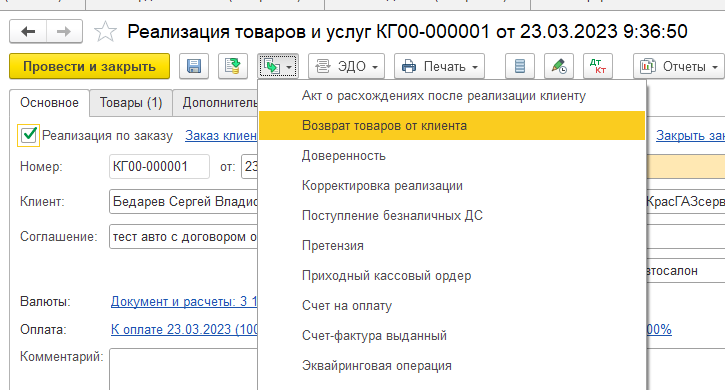 Реализация товаров и услуг КГ00-000001 от 23.03.2023 9:36:50
Провести и закрыть ЭДО Печать Дт Кт Отчеты
Основное Товары (1) Дополнитель
Акт о расхождениях после реализации клиенту
Возврат товаров от клиента
Реализация по заказу Заказ клиен Закрыть зак
Доверенность
Номер: КГ00-000001 от: 23
Корректировка реализации
Клиент: Бедарев Сергей Владис КрасГАЗсерв
Поступление безналичных ДС
Соглашение: тест авто с договором о
Претензия
Приходный кассовый ордер
втосалон
Валюты: Документ и расчеты: 3 1
Счет на оплату
Оплата: К оплате 23.03.2023 (100 00%
Счет-фактура выданный
Комментарий:
Эквайринговая операция